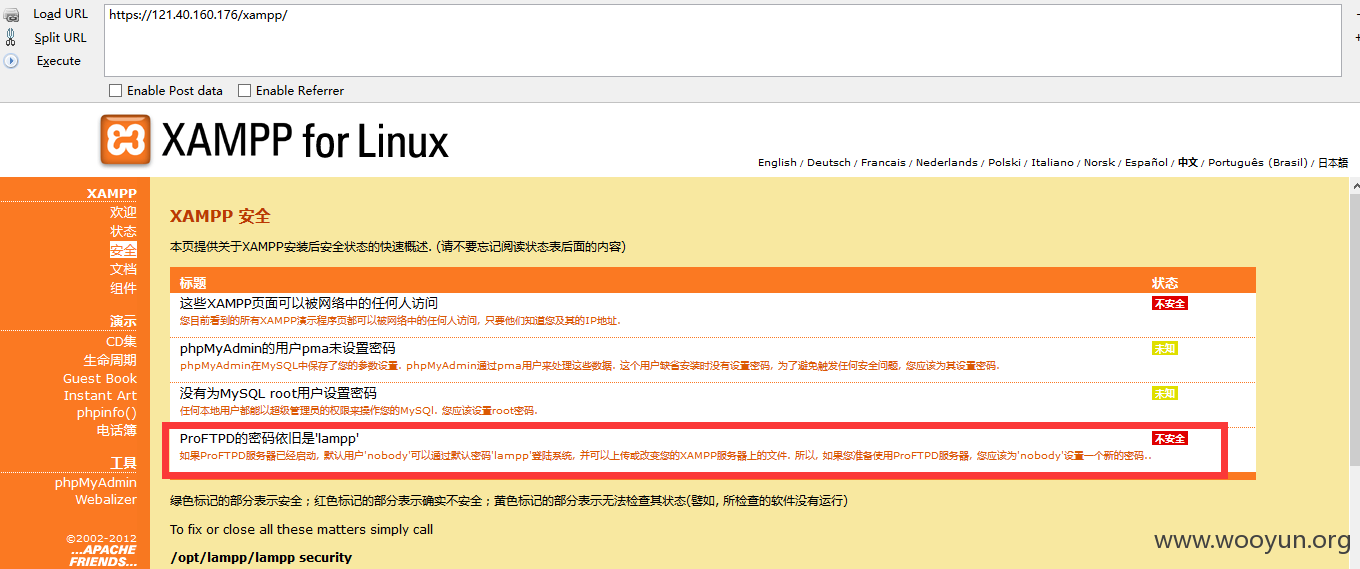 Load URL
https://121.40.160.176/xampp/
Split URL
Execute
Enable Post data
Enable Referrer
XAMPP for Linux
English / Deutsch / Francais / Nederlands / Polski / Italiano / Norsk / Español / 中文 / Português (Brasil) / 日本語
XAMPP
欢迎
状态
安全
文档
组件
演示
CD集
生命周期
Guest Book
Instant Art
phpinfo()
电话簿
工具
phpMyAdmin
Webalizer
©2002-2012
...APACHE
FRIENDS...
XAMPP 安全
本页提供关于XAMPP安装后安全状态的快速概述. (请不要忘记阅读状态表后面的内容)
标题 状态
这些XAMPP页面可以被网络中的任何人访问 不安全
您目前看到的所有XAMPP演示程序页都可以被网络中的任何人访问, 只要他们知道您及其的IP地址.
phpMyAdmin的用户pma未设置密码 未知
phpMyAdmin在MySQL中保存了您的参数设置. phpMyAdmin通过pma用户来处理这些数据. 这个用户缺省安装时没有设置密码, 为了避免触发任何安全问题, 您应该为其设置密码.
没有为MySQL root用户设置密码 未知
任何本地用户都能以超级管理员的权限来操作您的MySQl. 您应该设置root密码.
ProFTPD的密码依旧是'lampp' 不安全
如果ProFTPD服务器已经启动, 默认用户'nobody'可以通过默认密码'lampp'登陆系统, 并可以上传或改变您的XAMPP服务器上的文件. 所以, 如果您准备使用ProFTPD服务器, 您应该为'nobody'设置一个新的密码..
绿色标记的部分表示安全；红色标记的部分表示确实不安全；黄色标记的部分表示无法检查其状态(譬如, 所检查的软件没有运行)
To fix or close all these matters simply call
/opt/lampp/lampp security
www.wooyun.org